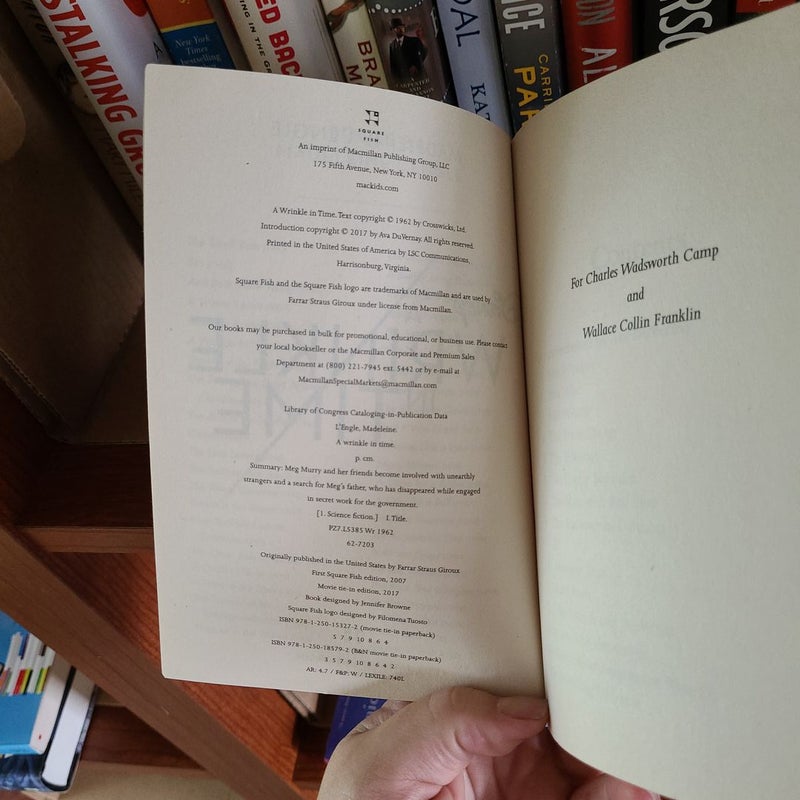 STALKING
New York Times
bestselling
ED BAC
ING IN THE
BRA
M
DAL
KAT
ICE
CARRI
PA
ON
AL
SQUARE
FISH
An imprint of Macmillan Publishing Group, LLC
175 Fifth Avenue, New York, NY 10010
mackids.com
A Wrinkle in Time. Text copyright © 1962 by Crosswicks, Ltd.
Introduction copyright © 2017 by Ava DuVernay. All rights reserved.
Printed in the United States of America by LSC Communications,
Harrisonburg, Virginia.
Square Fish and the Square Fish logo are trademarks of Macmillan and are used by
Farrar Straus Giroux under license from Macmillan.
Our books may be purchased in bulk for promotional, educational, or business use. Please contact
your local bookseller or the Macmillan Corporate and Premium Sales
Department at (800) 221-7945 ext. 5442 or by e-mail at
MacmillanSpecialMarkets@macmillan.com
Library of Congress Cataloging-in-Publication Data
L'Engle, Madeleine.
A wrinkle in time.
p. cm.
Summary: Meg Murry and her friends become involved with unearthly
strangers and a search for Meg's father, who has disappeared while engaged
in secret work for the government.
[1. Science fiction.] I. Title.
PZ7.L5385 Wr 1962
62-7203
Originally published in the United States by Farrar Straus Giroux
First Square Fish edition, 2007
Movie tie-in edition, 2017
Book designed by Jennifer Browne
Square Fish logo designed by Filomena Tuosto
ISBN 978-1-250-15327-2 (movie tie-in paperback)
5 7 9 10 8 6 4
ISBN 978-1-250-18579-2 (B&N movie tie-in paperback)
3 5 7 9 10 8 6 4 2
AR: 4.7 / F&P: W / LEXILE: 740L
For Charles Wadsworth Camp
and
Wallace Collin Franklin